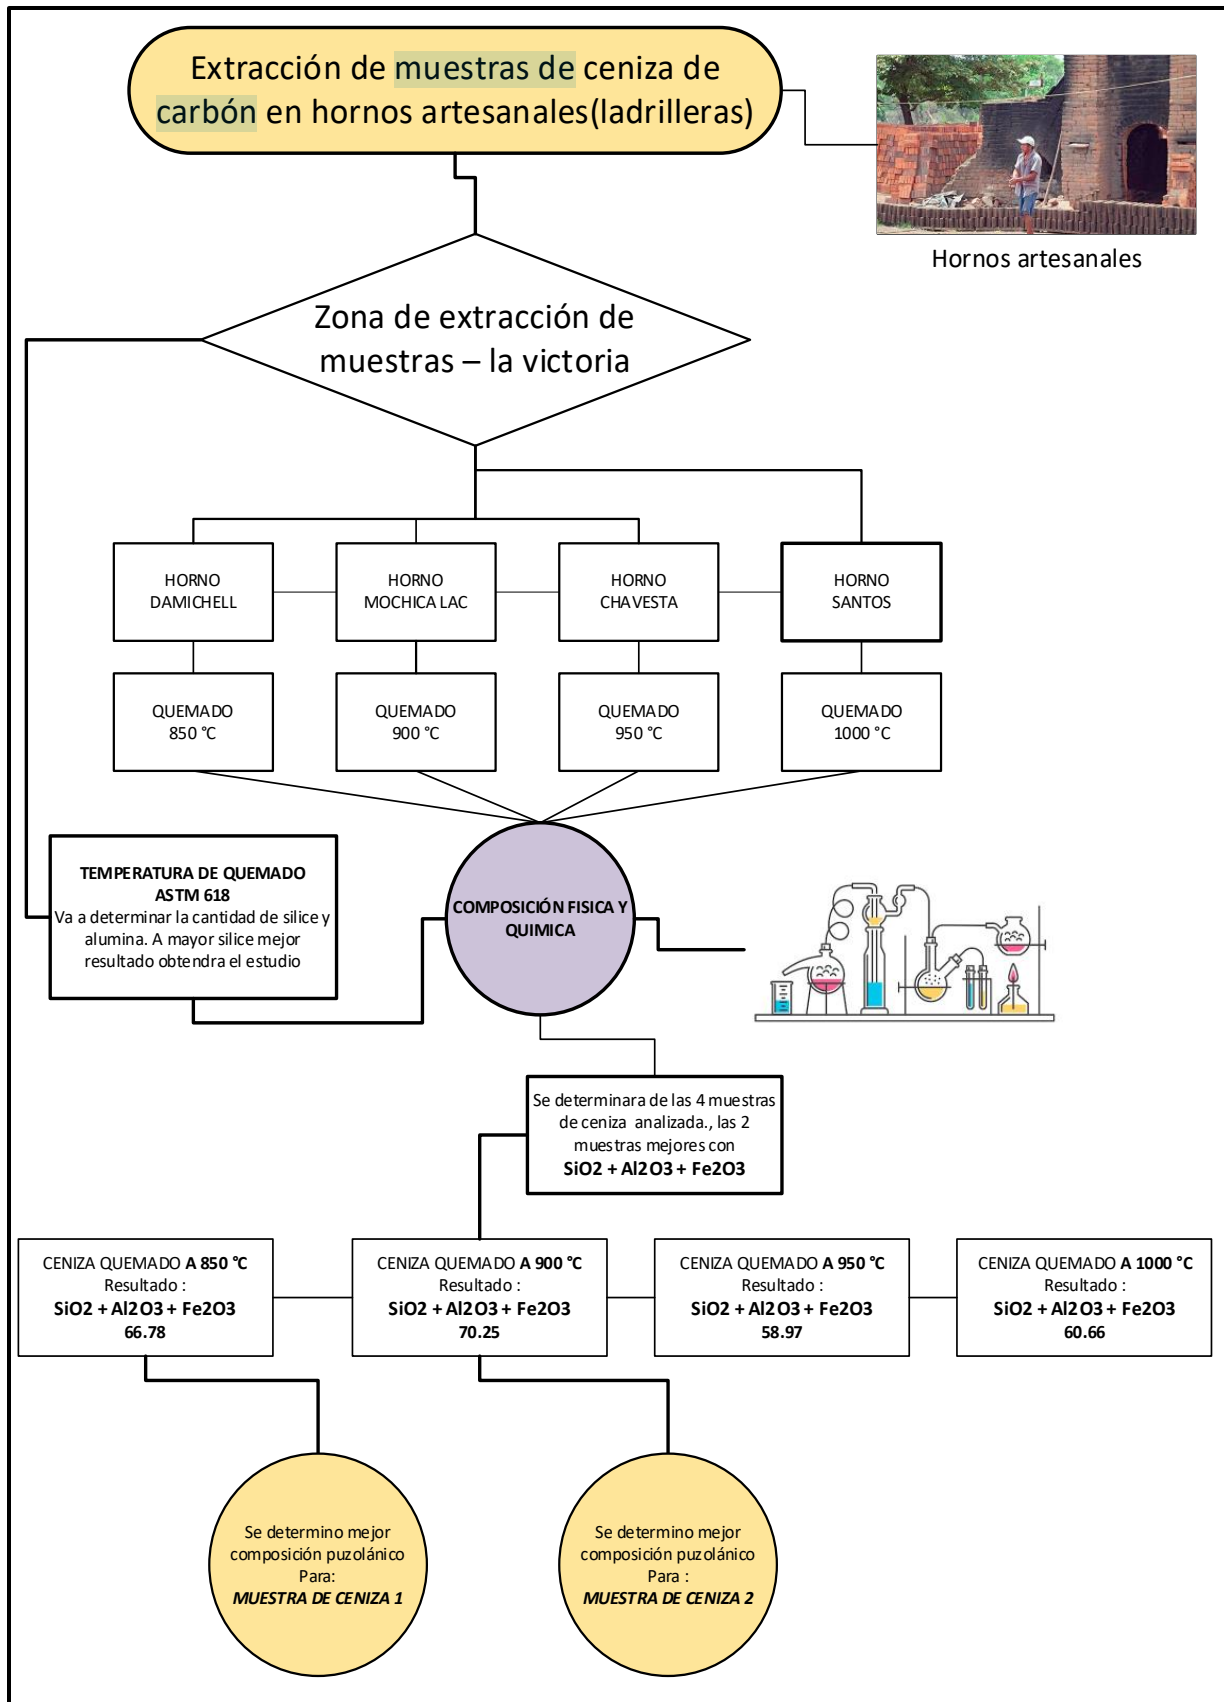 Extracción de muestras de ceniza de
carbón en hornos artesanales(ladrilleras)
Hornos artesanales
Zona de extracción de
muestras – la victoria
HORNO
DAMICHELL
HORNO
MOCHICA LAC
HORNO
CHAVESTA
HORNO
SANTOS
QUEMADO
850 °C
QUEMADO
900 °C
QUEMADO
950 °C
QUEMADO
1000 °C
TEMPERATURA DE QUEMADO
ASTM 618
Va a determinar la cantidad de silice y
alumina. A mayor silice mejor
resultado obtendra el estudio
COMPOSICIÓN FISICA Y
QUIMICA
Se determinara de las 4 muestras
de ceniza analizada., las 2
muestras mejores con
SiO2 + Al2O3 + Fe2O3
CENIZA QUEMADO A 850 °C
Resultado :
SiO2 + Al2O3 + Fe2O3
66.78
CENIZA QUEMADO A 900 °C
Resultado :
SiO2 + Al2O3 + Fe2O3
70.25
CENIZA QUEMADO A 950 °C
Resultado :
SiO2 + Al2O3 + Fe2O3
58.97
CENIZA QUEMADO A 1000 °C
Resultado :
SiO2 + Al2O3 + Fe2O3
60.66
Se determino mejor
composición puzolánico
Para:
MUESTRA DE CENIZA 1
Se determino mejor
composición puzolánico
Para :
MUESTRA DE CENIZA 2